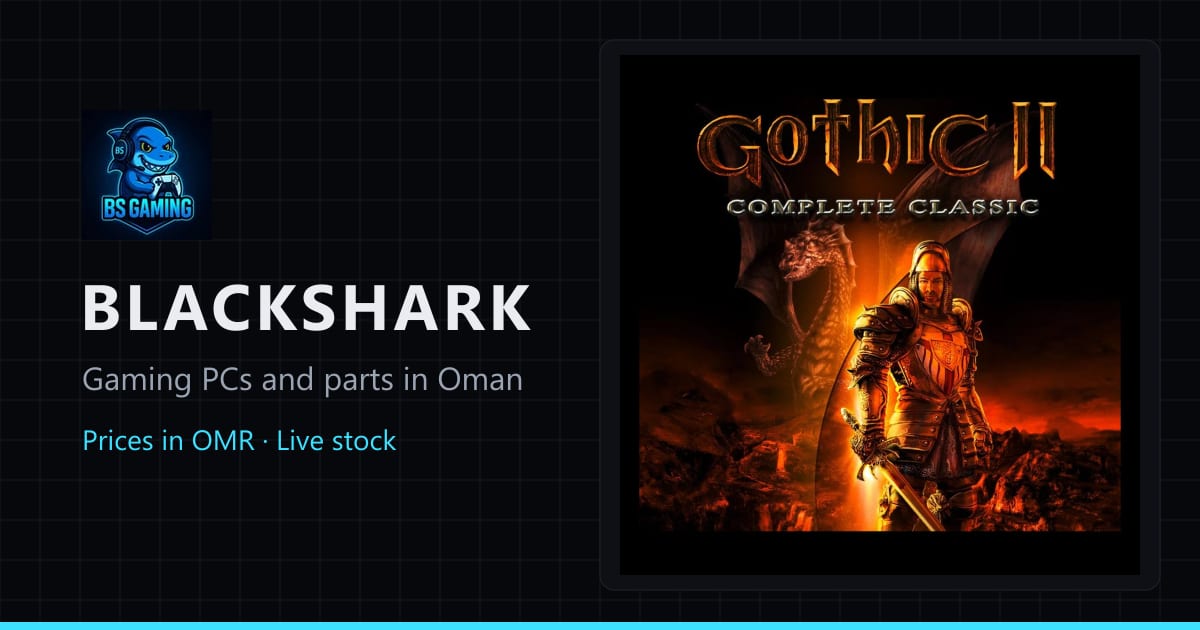 BS
BS GAMING
BLACKSHARK
Gaming PCs and parts in Oman
Prices in OMR · Live stock
GOTHIC II
COMPLETE CLASSIC